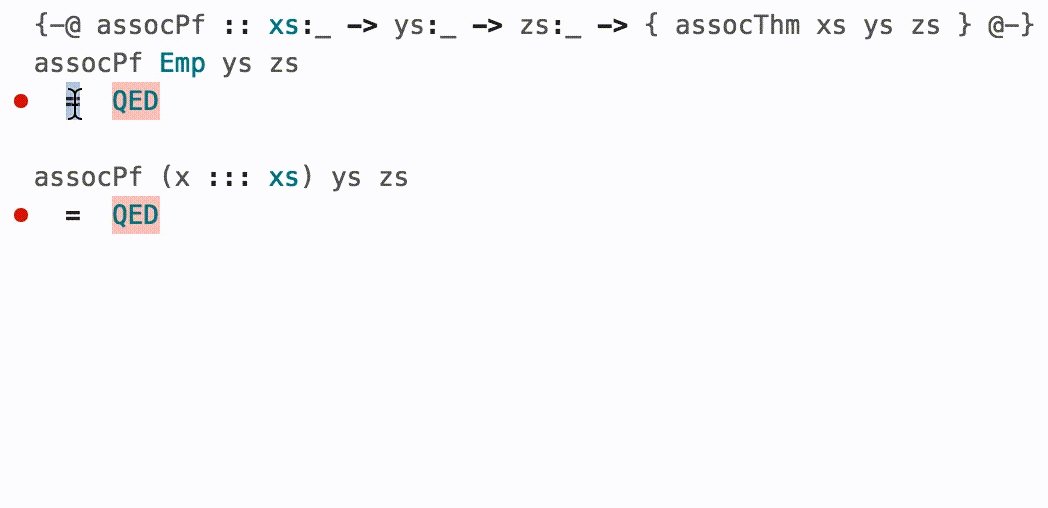 {-@ assocPf :: xs:_ -> ys:_ -> zs:_ -> { assocThm xs ys zs } @-}
assocPf Emp ys zs
= QED
assocPf (x ::: xs) ys zs
= QED